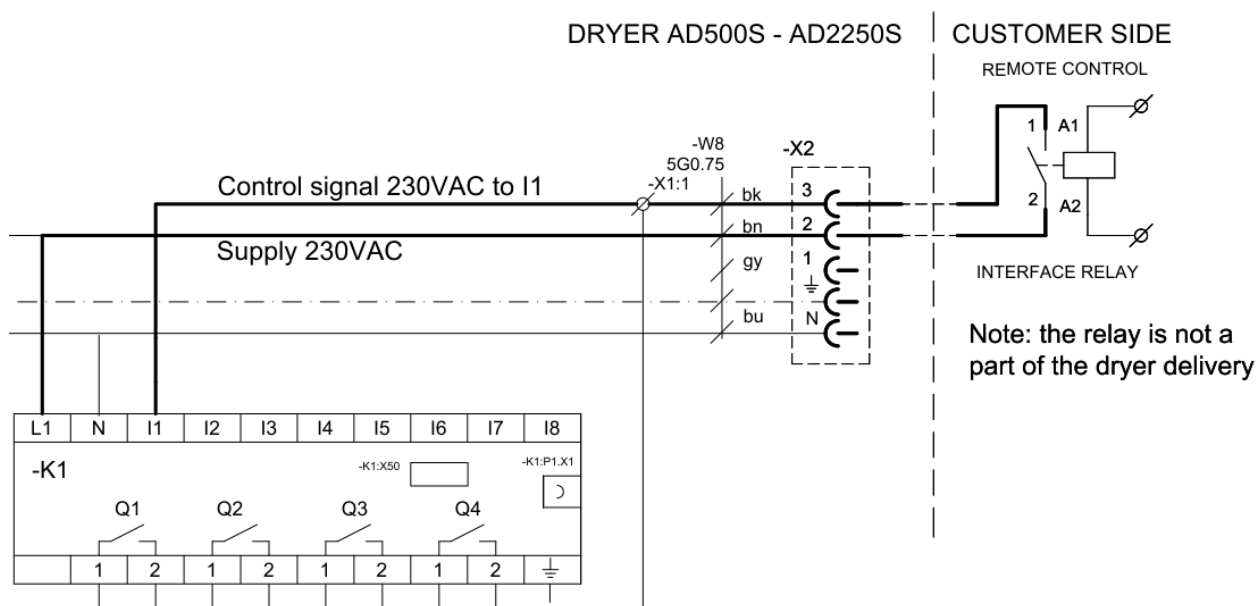 DRYER AD500S - AD2250S
CUSTOMER SIDE
REMOTE CONTROL
1 A1
-W8
5G0.75
-X2
Control signal 230VAC to I1
-X1:1
bk 3
2 A2
bn 2
Supply 230VAC
gy 1
INTERFACE RELAY
bu N
Note: the relay is not a
part of the dryer delivery
L1 N I1 I2 I3 I4 I5 I6 I7 I8
-K1
-K1:X50
-K1:P1.X1
Q1 Q2 Q3 Q4
1 2 1 2 1 2 1 2